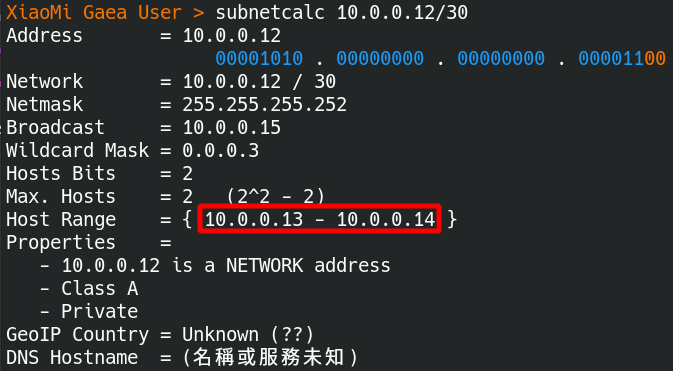 XiaoMi Gaea User > subnetcalc 10.0.0.12/30
Address        = 10.0.0.12
                    00001010 . 00000000 . 00000000 . 00001100
Network        = 10.0.0.12 / 30
Netmask        = 255.255.255.252
Broadcast      = 10.0.0.15
Wildcard Mask = 0.0.0.3
Hosts Bits     = 2
Max. Hosts     = 2   (2^2 - 2)
Host Range     = { 10.0.0.13 - 10.0.0.14 }
Properties     =
   - 10.0.0.12 is a NETWORK address
   - Class A
   - Private
GeoIP Country = Unknown (??)
DNS Hostname   = (名稱或服務未知)